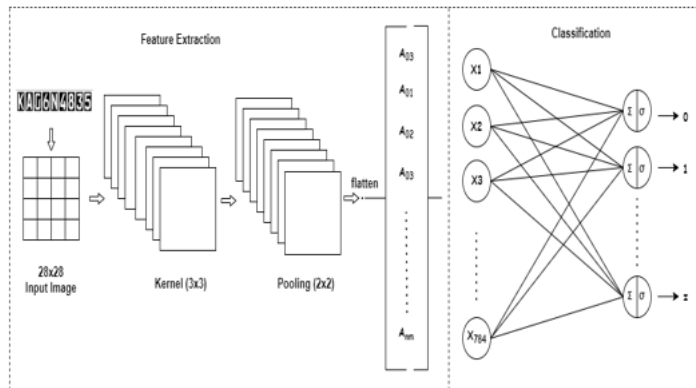 Feature Extraction
KAG6N4835
28x28
Input Image
Kernel (3x3)
Pooling (2x2)
flatten
A03
A01
A02
A03
Anm
Classification
X1
X2
X3
X784
Σ σ
0
Σ σ
1
Σ σ
z